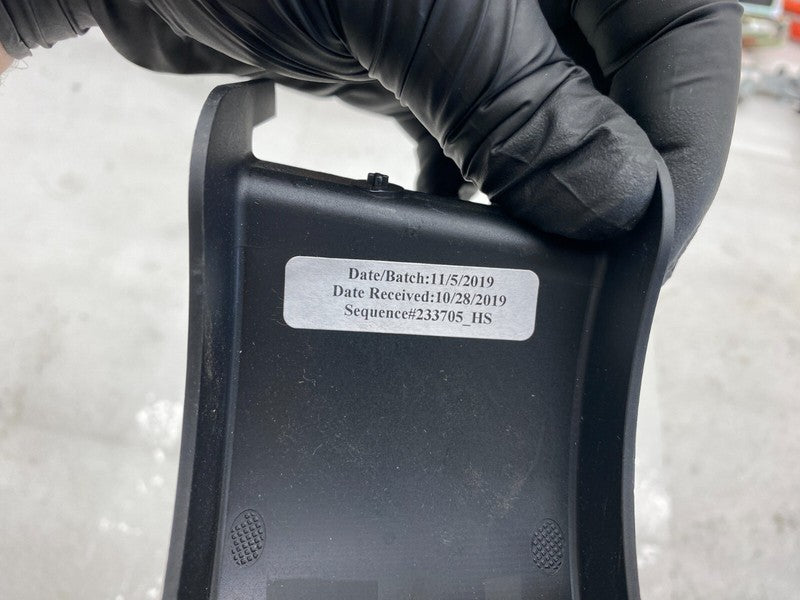 Date/Batch:11/5/2019
Date Received:10/28/2019
Sequence#233705_HS